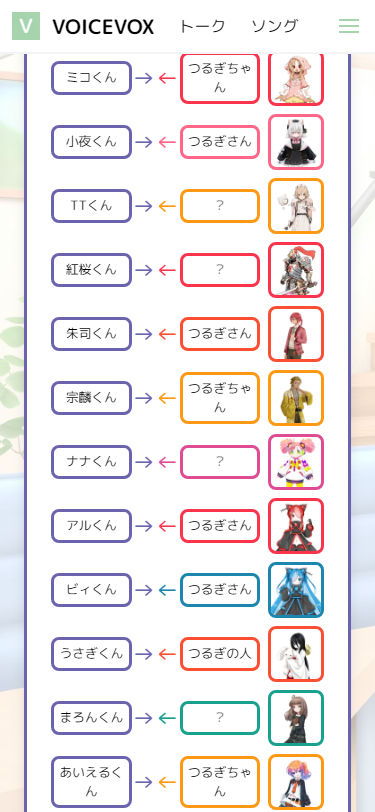 V VOICEVOX トーク ソング
ミコくん → ← つるぎちゃ
ん
小夜くん → ← つるぎさん
TTくん → ← ?
紅桜くん → ← ?
朱司くん → ← つるぎさん
宗麟くん → ← つるぎちゃ
ん
ナナくん → ← ?
アルくん → ← つるぎさん
ビィくん → ← つるぎさん
うさぎくん → ← つるぎの人
まろんくん → ← ?
あいえるく
ん → ← つるぎちゃ
ん